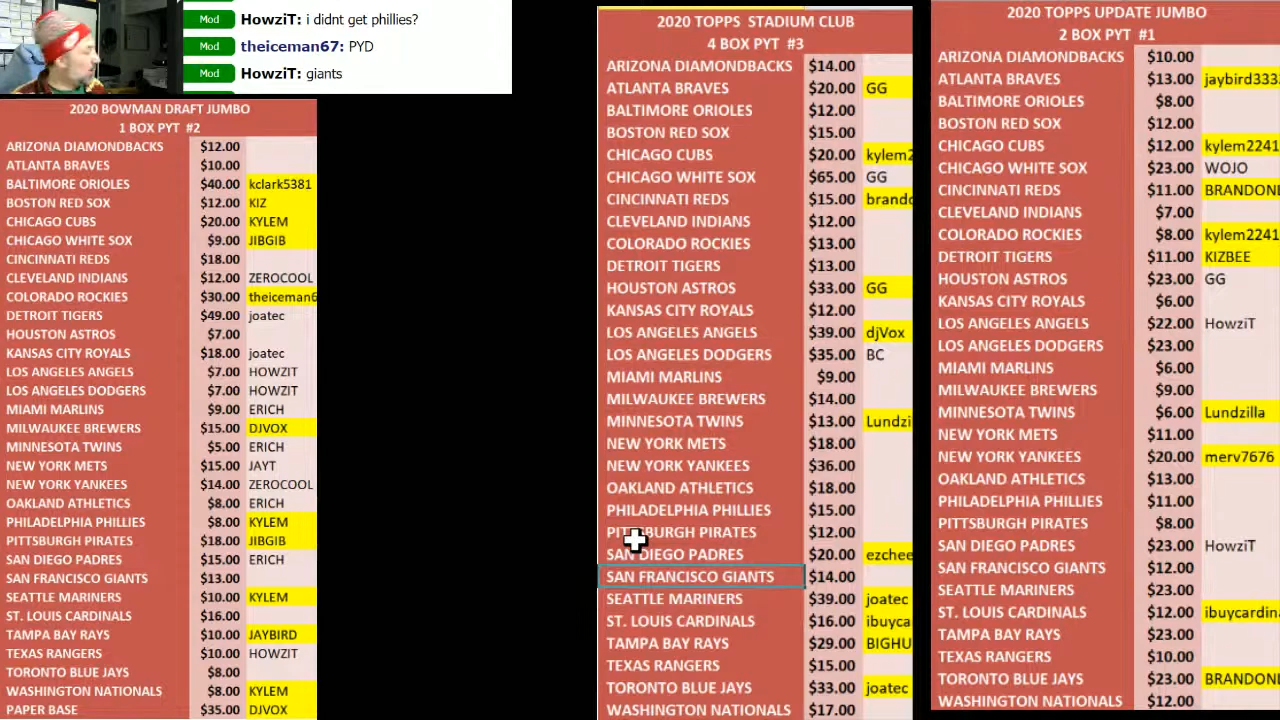 Mod HowziT: i didnt get phillies?
Mod theiceman67: PYD
Mod HowziT: giants
2020 BOWMAN DRAFT JUMBO
1 BOX PYT #2
ARIZONA DIAMONDBACKS $12.00
ATLANTA BRAVES $10.00
BALTIMORE ORIOLES $40.00 kclark5381
BOSTON RED SOX $12.00 KIZ
CHICAGO CUBS $20.00 KYLEM
CHICAGO WHITE SOX $9.00 JIBGIB
CINCINNATI REDS $18.00
CLEVELAND INDIANS $12.00 ZEROCOOL
COLORADO ROCKIES $30.00 theiceman6
DETROIT TIGERS $49.00 joatec
HOUSTON ASTROS $7.00
KANSAS CITY ROYALS $18.00 joatec
LOS ANGELES ANGELS $7.00 HOWZIT
LOS ANGELES DODGERS $7.00 HOWZIT
MIAMI MARLINS $9.00 ERICH
MILWAUKEE BREWERS $15.00 DJVOX
MINNESOTA TWINS $5.00 ERICH
NEW YORK METS $15.00 JAYT
NEW YORK YANKEES $14.00 ZEROCOOL
OAKLAND ATHLETICS $8.00 ERICH
PHILADELPHIA PHILLIES $8.00 KYLEM
PITTSBURGH PIRATES $18.00 JIBGIB
SAN DIEGO PADRES $15.00 ERICH
SAN FRANCISCO GIANTS $13.00
SEATTLE MARINERS $10.00 KYLEM
ST. LOUIS CARDINALS $16.00
TAMPA BAY RAYS $10.00 JAYBIRD
TEXAS RANGERS $10.00 HOWZIT
TORONTO BLUE JAYS $8.00
WASHINGTON NATIONALS $8.00 KYLEM
PAPER BASE $35.00 DJVOX
2020 TOPPS STADIUM CLUB
4 BOX PYT #3
ARIZONA DIAMONDBACKS $14.00
ATLANTA BRAVES $20.00 GG
BALTIMORE ORIOLES $12.00
BOSTON RED SOX $15.00
CHICAGO CUBS $20.00 kylem2
CHICAGO WHITE SOX $65.00 GG
CINCINNATI REDS $15.00 brando
CLEVELAND INDIANS $12.00
COLORADO ROCKIES $13.00
DETROIT TIGERS $13.00
HOUSTON ASTROS $33.00 GG
KANSAS CITY ROYALS $12.00
LOS ANGELES ANGELS $39.00 djVox
LOS ANGELES DODGERS $35.00 BC
MIAMI MARLINS $9.00
MILWAUKEE BREWERS $14.00
MINNESOTA TWINS $13.00 Lundzi
NEW YORK METS $18.00
NEW YORK YANKEES $36.00
OAKLAND ATHLETICS $18.00
PHILADELPHIA PHILLIES $15.00
PITTSBURGH PIRATES $12.00
SAN DIEGO PADRES $20.00 ezchee
SAN FRANCISCO GIANTS $14.00
SEATTLE MARINERS $39.00 joatec
ST. LOUIS CARDINALS $16.00 ibuyca
TAMPA BAY RAYS $29.00 BIGHU
TEXAS RANGERS $15.00
TORONTO BLUE JAYS $33.00 joatec
WASHINGTON NATIONALS $17.00
2020 TOPPS UPDATE JUMBO
2 BOX PYT #1
ARIZONA DIAMONDBACKS $10.00
ATLANTA BRAVES $13.00 jaybird333
BALTIMORE ORIOLES $8.00
BOSTON RED SOX $12.00
CHICAGO CUBS $12.00 kylem2241
CHICAGO WHITE SOX $23.00 WOJO
CINCINNATI REDS $11.00 BRANDON
CLEVELAND INDIANS $7.00
COLORADO ROCKIES $8.00 kylem2241
DETROIT TIGERS $11.00 KIZBEE
HOUSTON ASTROS $23.00 GG
KANSAS CITY ROYALS $6.00
LOS ANGELES ANGELS $22.00 HowziT
LOS ANGELES DODGERS $23.00
MIAMI MARLINS $6.00
MILWAUKEE BREWERS $9.00
MINNESOTA TWINS $6.00 Lundzilla
NEW YORK METS $11.00
NEW YORK YANKEES $20.00 merv7676
OAKLAND ATHLETICS $13.00
PHILADELPHIA PHILLIES $11.00
PITTSBURGH PIRATES $8.00
SAN DIEGO PADRES $23.00 HowziT
SAN FRANCISCO GIANTS $12.00
SEATTLE MARINERS $23.00
ST. LOUIS CARDINALS $12.00 ibuycardina
TAMPA BAY RAYS $23.00
TEXAS RANGERS $10.00
TORONTO BLUE JAYS $23.00 BRANDON
WASHINGTON NATIONALS $12.00